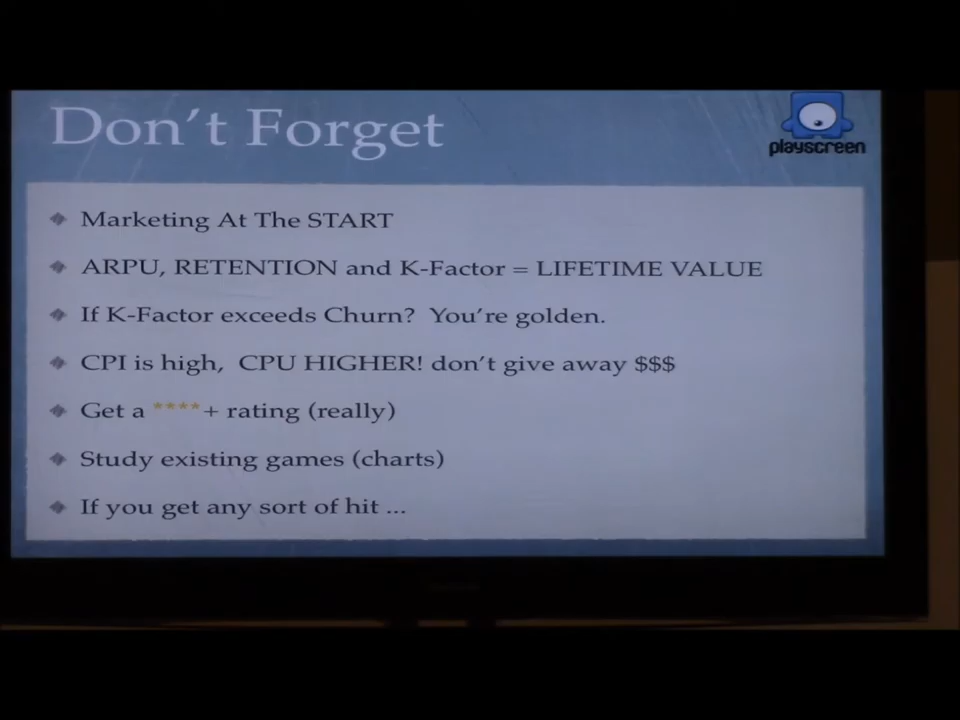 Don't Forget
playscreen
Marketing At The START
ARPU, RETENTION and K-Factor = LIFETIME VALUE
If K-Factor exceeds Churn? You're golden.
CPI is high, CPU HIGHER! don't give away $$$
Get a ****+ rating (really)
Study existing games (charts)
If you get any sort of hit ...